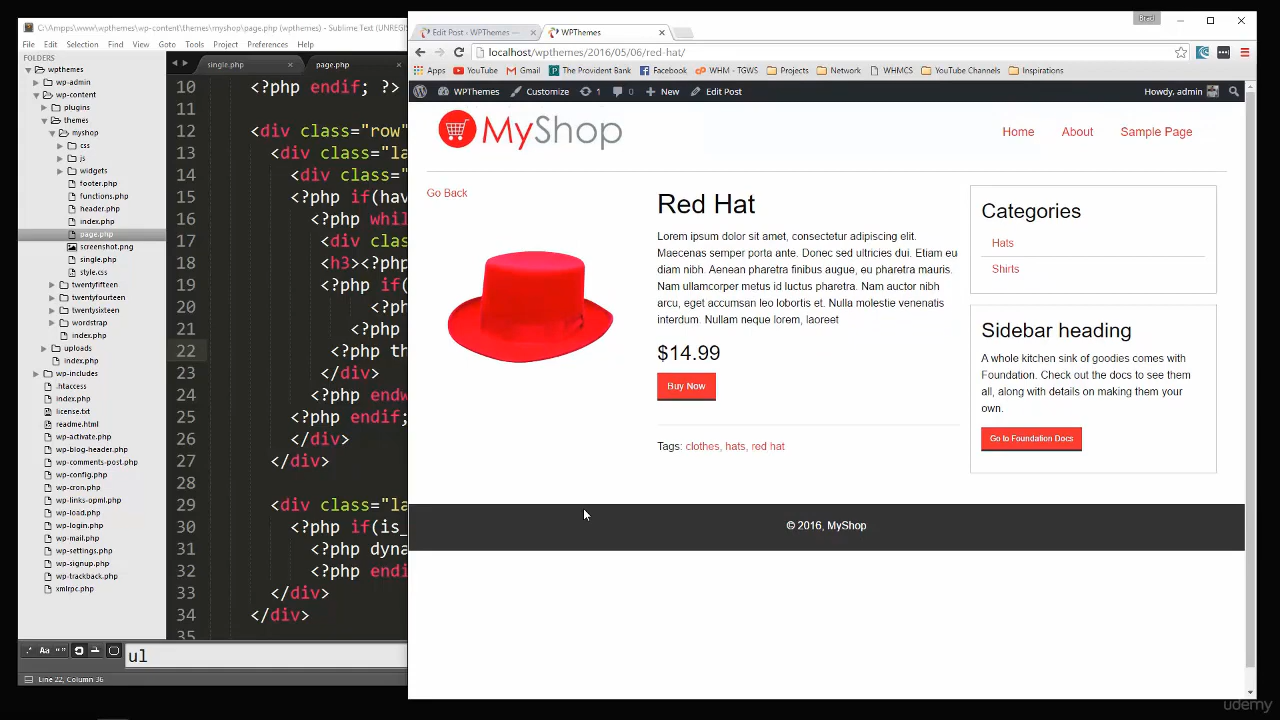 C:\Ampps\www\wpthemes\wp-content\themes\myshop\page.php (wpthemes) - Sublime Text (UNREG
File Edit Selection Find View Goto Tools Project Preferences Help
FOLDERS
wpthemes
wp-admin
wp-content
plugins
themes
myshop
css
js
widgets
footer.php
functions.php
header.php
index.php
page.php
screenshot.png
single.php
style.css
twentyfifteen
twentyfourteen
twentysixteen
wordstrap
index.php
uploads
index.php
wp-includes
.htaccess
index.php
license.txt
readme.html
wp-activate.php
wp-blog-header.php
wp-comments-post.php
wp-config.php
wp-cron.php
wp-links-opml.php
wp-load.php
wp-login.php
wp-mail.php
wp-settings.php
wp-signup.php
wp-trackback.php
xmlrpc.php
single.php page.php
10 <?php endif; ?>
11
12 <div class="row"
13 <div class="la
14 <div class="
15 <?php if(hav
16 <?php whil
17 <div clas
18 <h3><?php
19 <?php if(
20 <?p
21 <?php
22 <?php th
23 </div>
24 <?php endw
25 <?php endif;
26 </div>
27 </div>
28
29 <div class="la
30 <?php if(is_
31 <?php dyna
32 <?php endi
33 </div>
34 </div>
35
.* Aa "" ul
Line 22, Column 36
Brad
Edit Post ‹ WPThemes — WPThemes
localhost/wpthemes/2016/05/06/red-hat/
Apps YouTube Gmail The Provident Bank Facebook WHM - TGWS Projects Network WHMCS YouTube Channels Inspirations
WPThemes Customize 1 0 New Edit Post Howdy, admin
MyShop
Home About Sample Page
Go Back
Red Hat
Lorem ipsum dolor sit amet, consectetur adipiscing elit.
Maecenas semper porta ante. Donec sed ultricies dui. Etiam eu
diam nibh. Aenean pharetra finibus augue, eu pharetra mauris.
Nam ullamcorper metus id luctus pharetra. Nam auctor nibh
arcu, eget accumsan leo lobortis et. Nulla molestie venenatis
interdum. Nullam neque lorem, laoreet
$14.99
Buy Now
Tags: clothes, hats, red hat
Categories
Hats
Shirts
Sidebar heading
A whole kitchen sink of goodies comes with
Foundation. Check out the docs to see them
all, along with details on making them your
own.
Go to Foundation Docs
© 2016, MyShop
udemy